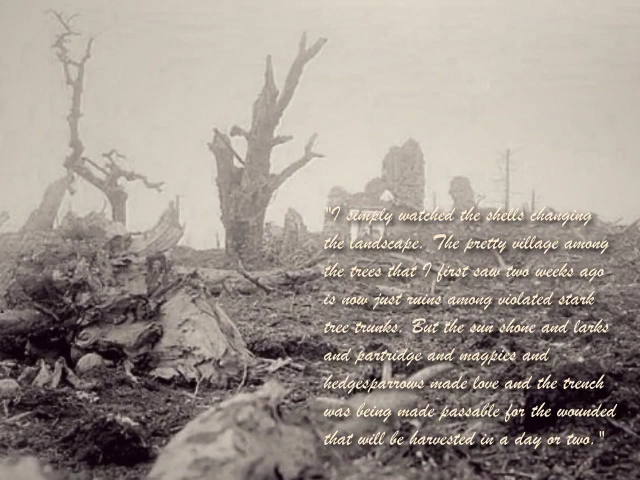 "I simply watched the shells changing
the landscape. The pretty village among
the trees that I first saw two weeks ago
is now just ruins among violated stark
tree trunks. But the sun shone and larks
and partridge and magpies and
hedgesparrows made love and the trench
was being made passable for the wounded
that will be harvested in a day or two."